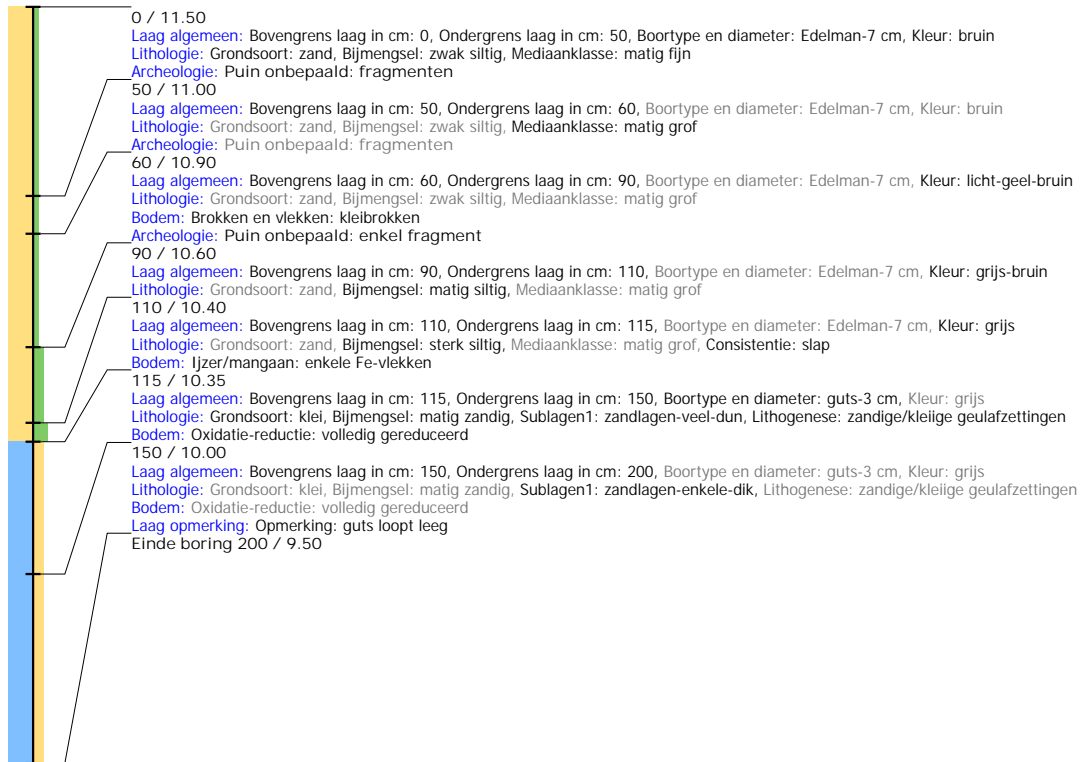 0 / 11.50
Laag algemeen: Bovengrens laag in cm: 0, Ondergrens laag in cm: 50, Boortype en diameter: Edelman-7 cm, Kleur: bruin
Lithologie: Grondsoort: zand, Bijmengsel: zwak siltig, Mediaanklasse: matig fijn
Archeologie: Puin onbepaald: fragmenten
50 / 11.00
Laag algemeen: Bovengrens laag in cm: 50, Ondergrens laag in cm: 60, Boortype en diameter: Edelman-7 cm, Kleur: bruin
Lithologie: Grondsoort: zand, Bijmengsel: zwak siltig, Mediaanklasse: matig grof
Archeologie: Puin onbepaald: fragmenten
60 / 10.90
Laag algemeen: Bovengrens laag in cm: 60, Ondergrens laag in cm: 90, Boortype en diameter: Edelman-7 cm, Kleur: licht-geel-bruin
Lithologie: Grondsoort: zand, Bijmengsel: zwak siltig, Mediaanklasse: matig grof
Bodem: Brokken en vlekken: kleibrokken
Archeologie: Puin onbepaald: enkel fragment
90 / 10.60
Laag algemeen: Bovengrens laag in cm: 90, Ondergrens laag in cm: 110, Boortype en diameter: Edelman-7 cm, Kleur: grijs-bruin
Lithologie: Grondsoort: zand, Bijmengsel: matig siltig, Mediaanklasse: matig grof
110 / 10.40
Laag algemeen: Bovengrens laag in cm: 110, Ondergrens laag in cm: 115, Boortype en diameter: Edelman-7 cm, Kleur: grijs
Lithologie: Grondsoort: zand, Bijmengsel: sterk siltig, Mediaanklasse: matig grof, Consistentie: slap
Bodem: Ijzer/mangaan: enkele Fe-vlekken
115 / 10.35
Laag algemeen: Bovengrens laag in cm: 115, Ondergrens laag in cm: 150, Boortype en diameter: guts-3 cm, Kleur: grijs
Lithologie: Grondsoort: klei, Bijmengsel: matig zandig, Sublagen1: zandlagen-veel-dun, Lithogenese: zandige/kleiige geulafzettingen
Bodem: Oxidatie-reductie: volledig gereduceerd
150 / 10.00
Laag algemeen: Bovengrens laag in cm: 150, Ondergrens laag in cm: 200, Boortype en diameter: guts-3 cm, Kleur: grijs
Lithologie: Grondsoort: klei, Bijmengsel: matig zandig, Sublagen1: zandlagen-enkele-dik, Lithogenese: zandige/kleiige geulafzettingen
Bodem: Oxidatie-reductie: volledig gereduceerd
Laag opmerking: Opmerking: guts loopt leeg
Einde boring 200 / 9.50